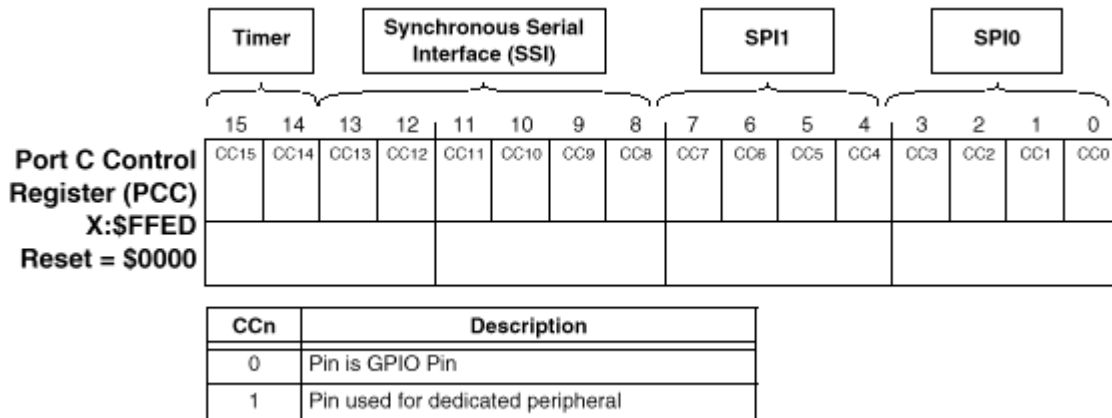 Timer
Synchronous Serial
Interface (SSI)
SPI1
SPI0
15 14 13 12 11 10 9 8 7 6 5 4 3 2 1 0
Port C Control
Register (PCC)
X:$FFED
Reset = $0000
CC15 CC14 CC13 CC12 CC11 CC10 CC9 CC8 CC7 CC6 CC5 CC4 CC3 CC2 CC1 CC0
CCn Description
0 Pin is GPIO Pin
1 Pin used for dedicated peripheral